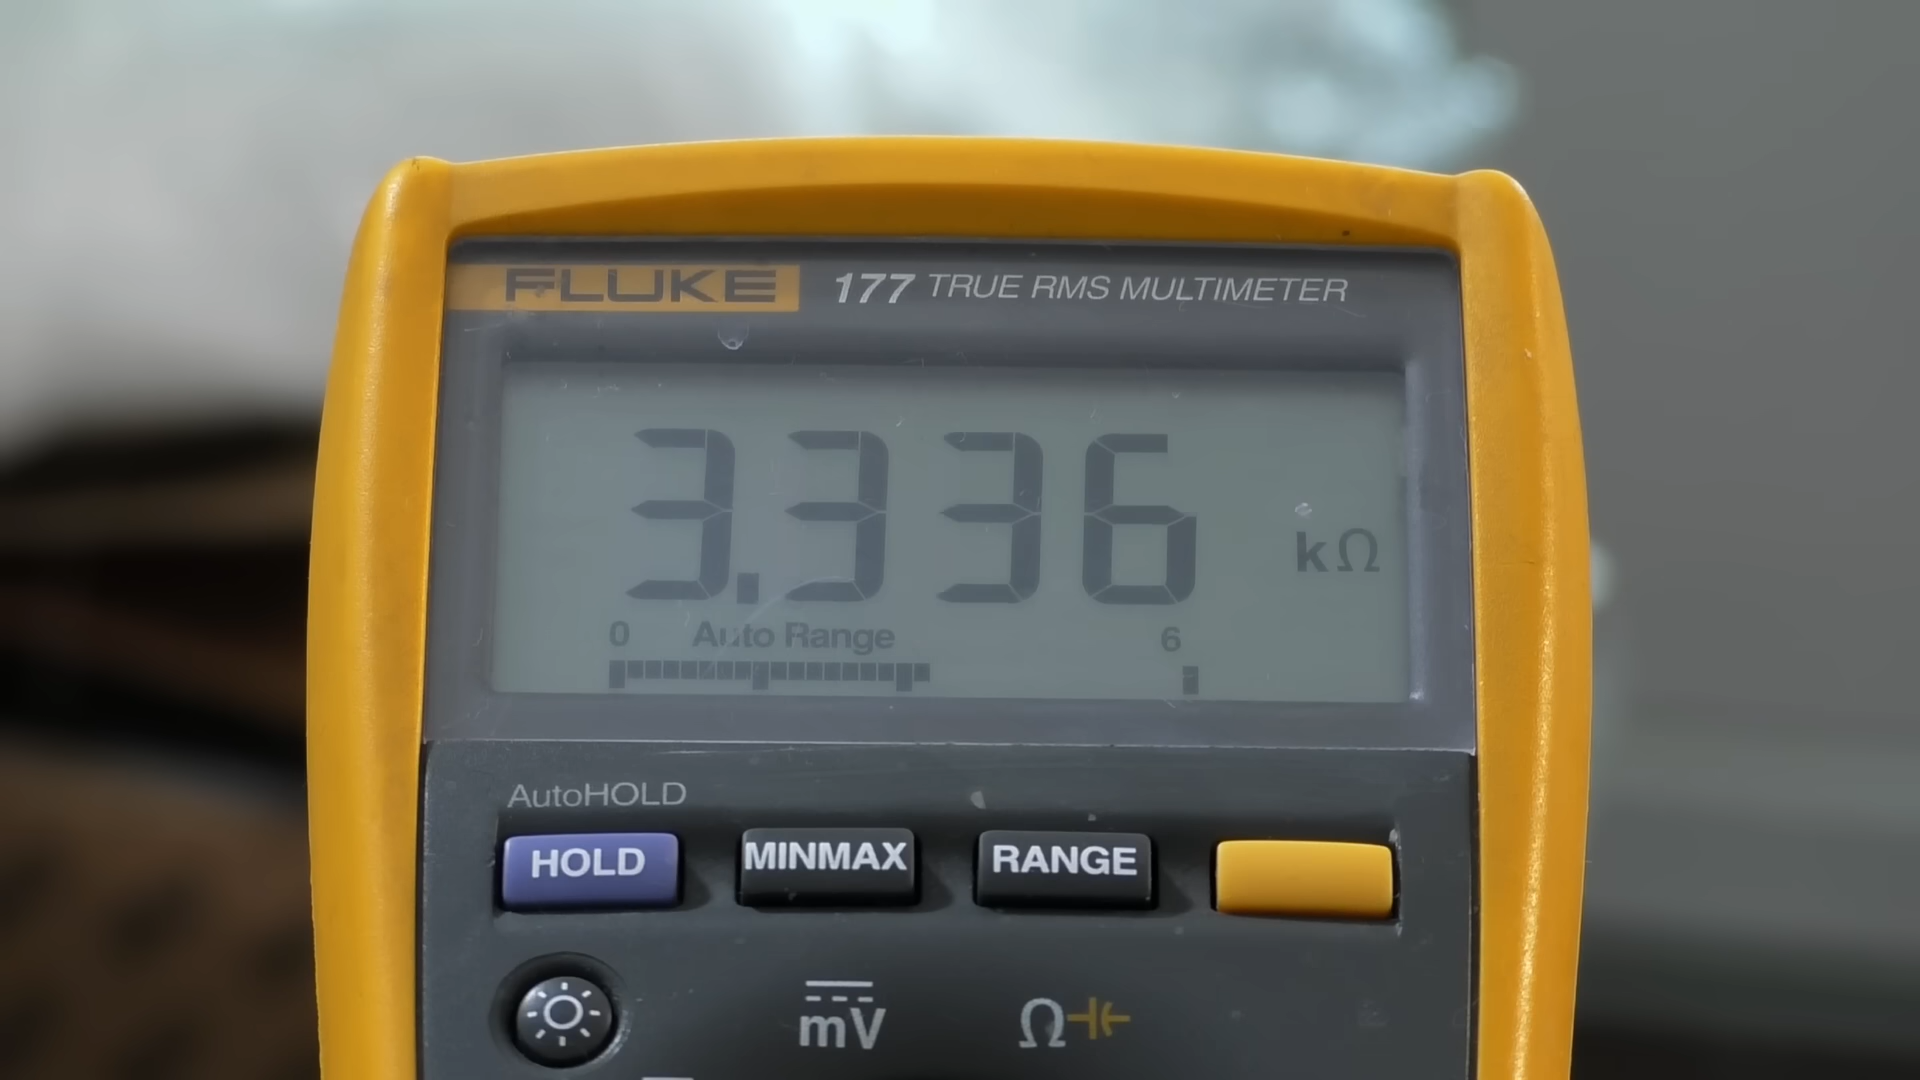 FLUKE 177 TRUE RMS MULTIMETER
3.336 kΩ
0 Auto Range 6
AutoHOLD
HOLD MINMAX RANGE
mV Ω